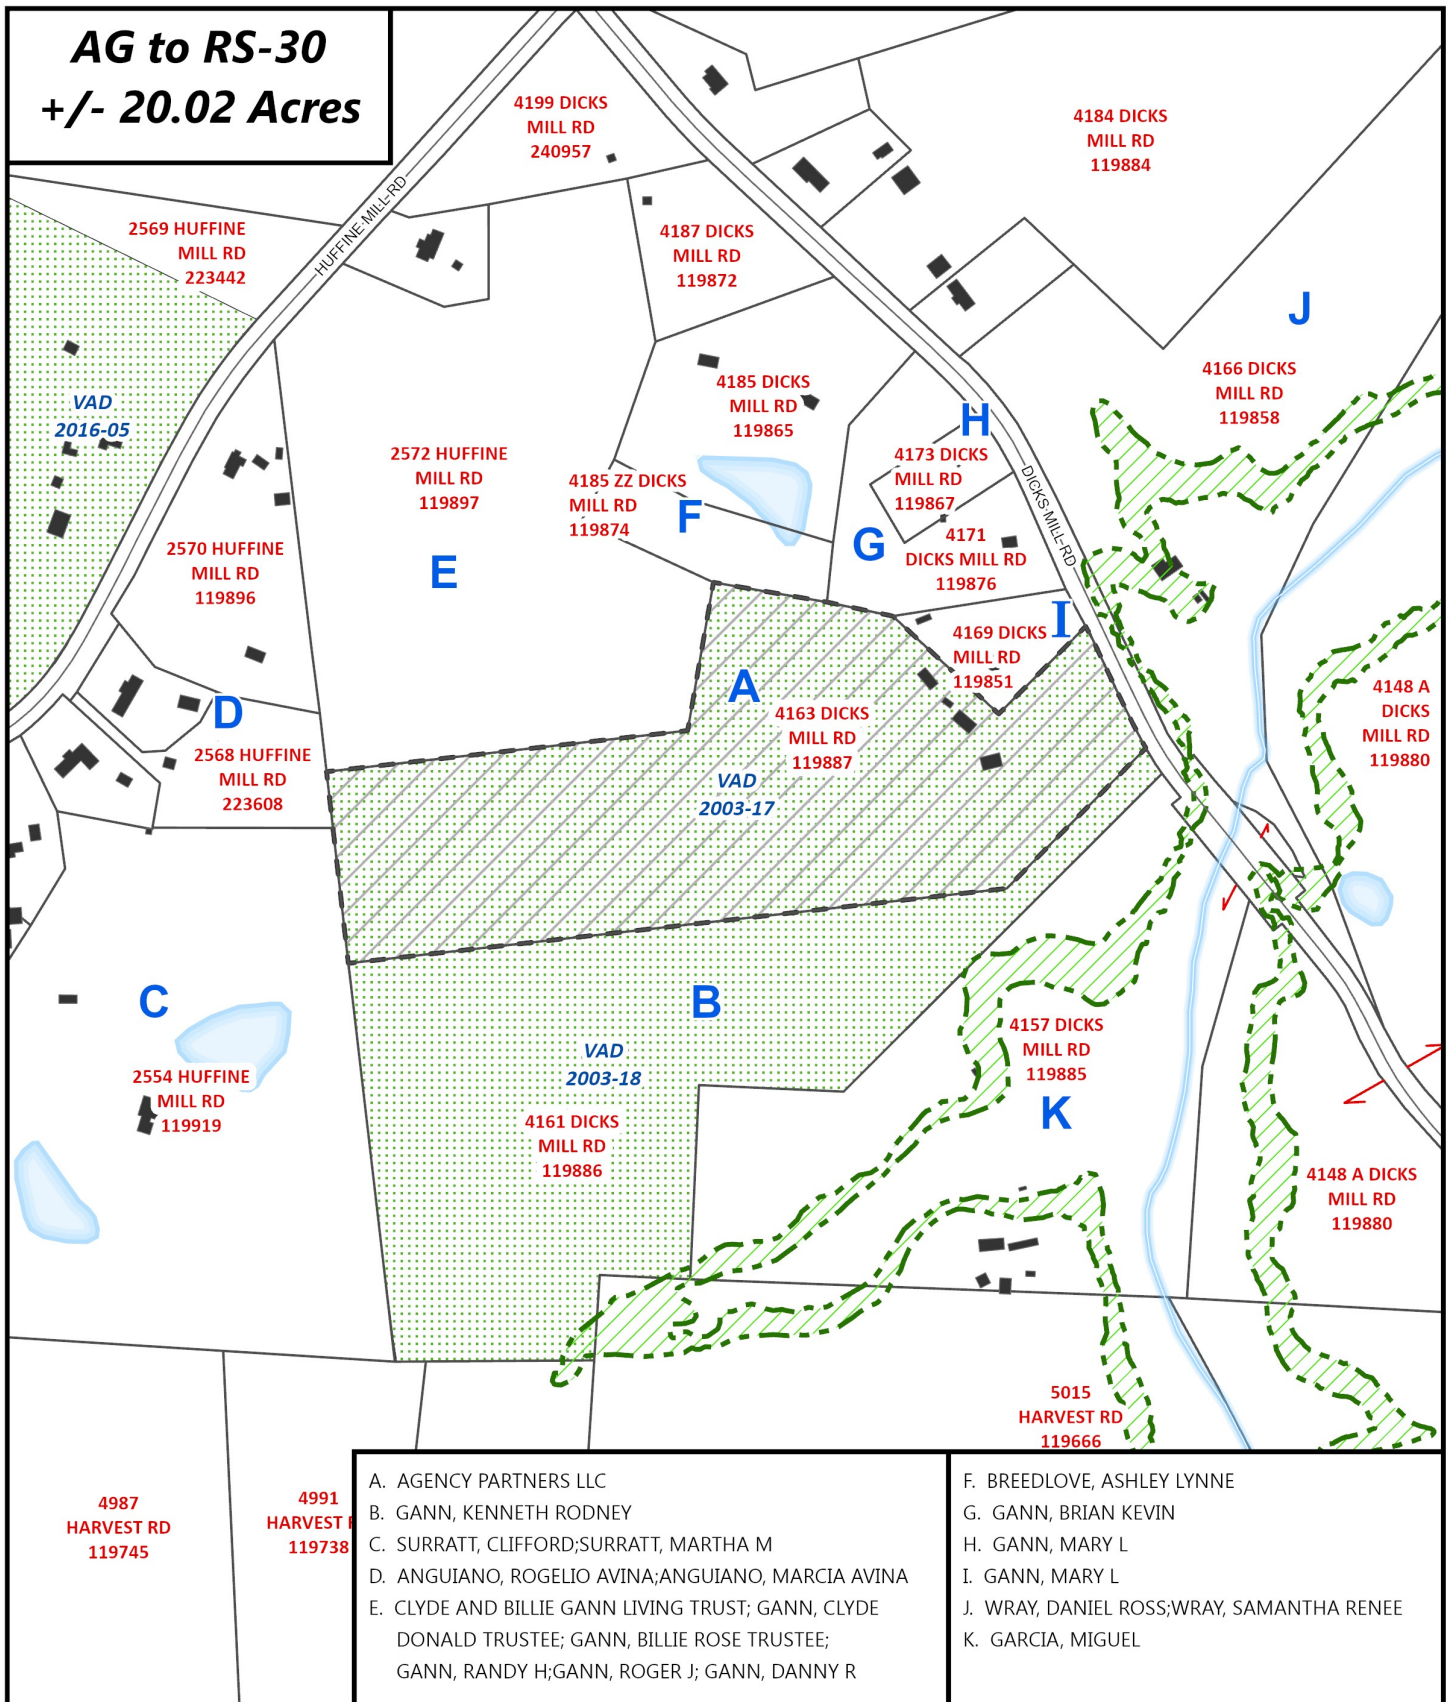 AG to RS-30
+/- 20.02 Acres
4199 DICKS
MILL RD
240957
4184 DICKS
MILL RD
119884
HUFFINE MILL RD
2569 HUFFINE
MILL RD
223442
4187 DICKS
MILL RD
119872
J
4166 DICKS
MILL RD
119858
VAD
2016-05
4185 DICKS
MILL RD
119865
H
4173 DICKS
MILL RD
119867
DICKS MILL RD
2572 HUFFINE
MILL RD
119897
4185 ZZ DICKS
MILL RD
119874
F
G
4171
DICKS MILL RD
119876
2570 HUFFINE
MILL RD
119896
E
I
4169 DICKS
MILL RD
119851
A
4163 DICKS
MILL RD
119887
VAD
2003-17
4148 A
DICKS
MILL RD
119880
D
2568 HUFFINE
MILL RD
223608
C
B
VAD
2003-18
4157 DICKS
MILL RD
119885
K
2554 HUFFINE
MILL RD
119919
4161 DICKS
MILL RD
119886
4148 A DICKS
MILL RD
119880
5015
HARVEST RD
119666
4987
HARVEST RD
119745
4991
HARVEST
119738
A. AGENCY PARTNERS LLC
B. GANN, KENNETH RODNEY
C. SURRATT, CLIFFORD;SURRATT, MARTHA M
D. ANGUIANO, ROGELIO AVINA;ANGUIANO, MARCIA AVINA
E. CLYDE AND BILLIE GANN LIVING TRUST; GANN, CLYDE
DONALD TRUSTEE; GANN, BILLIE ROSE TRUSTEE;
GANN, RANDY H;GANN, ROGER J; GANN, DANNY R
F. BREEDLOVE, ASHLEY LYNNE
G. GANN, BRIAN KEVIN
H. GANN, MARY L
I. GANN, MARY L
J. WRAY, DANIEL ROSS;WRAY, SAMANTHA RENEE
K. GARCIA, MIGUEL